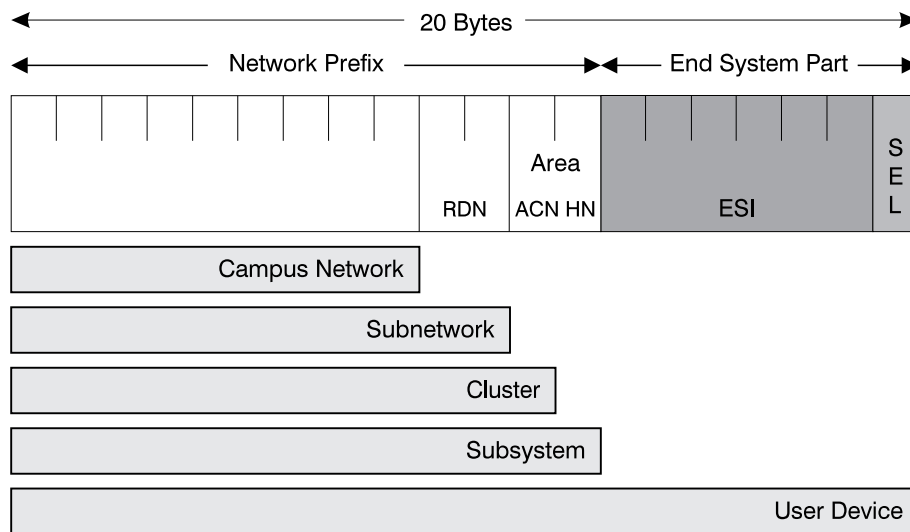 20 Bytes
Network Prefix
End System Part
Area
S
E
L
RDN
ACN HN
ESI
Campus Network
Subnetwork
Cluster
Subsystem
User Device